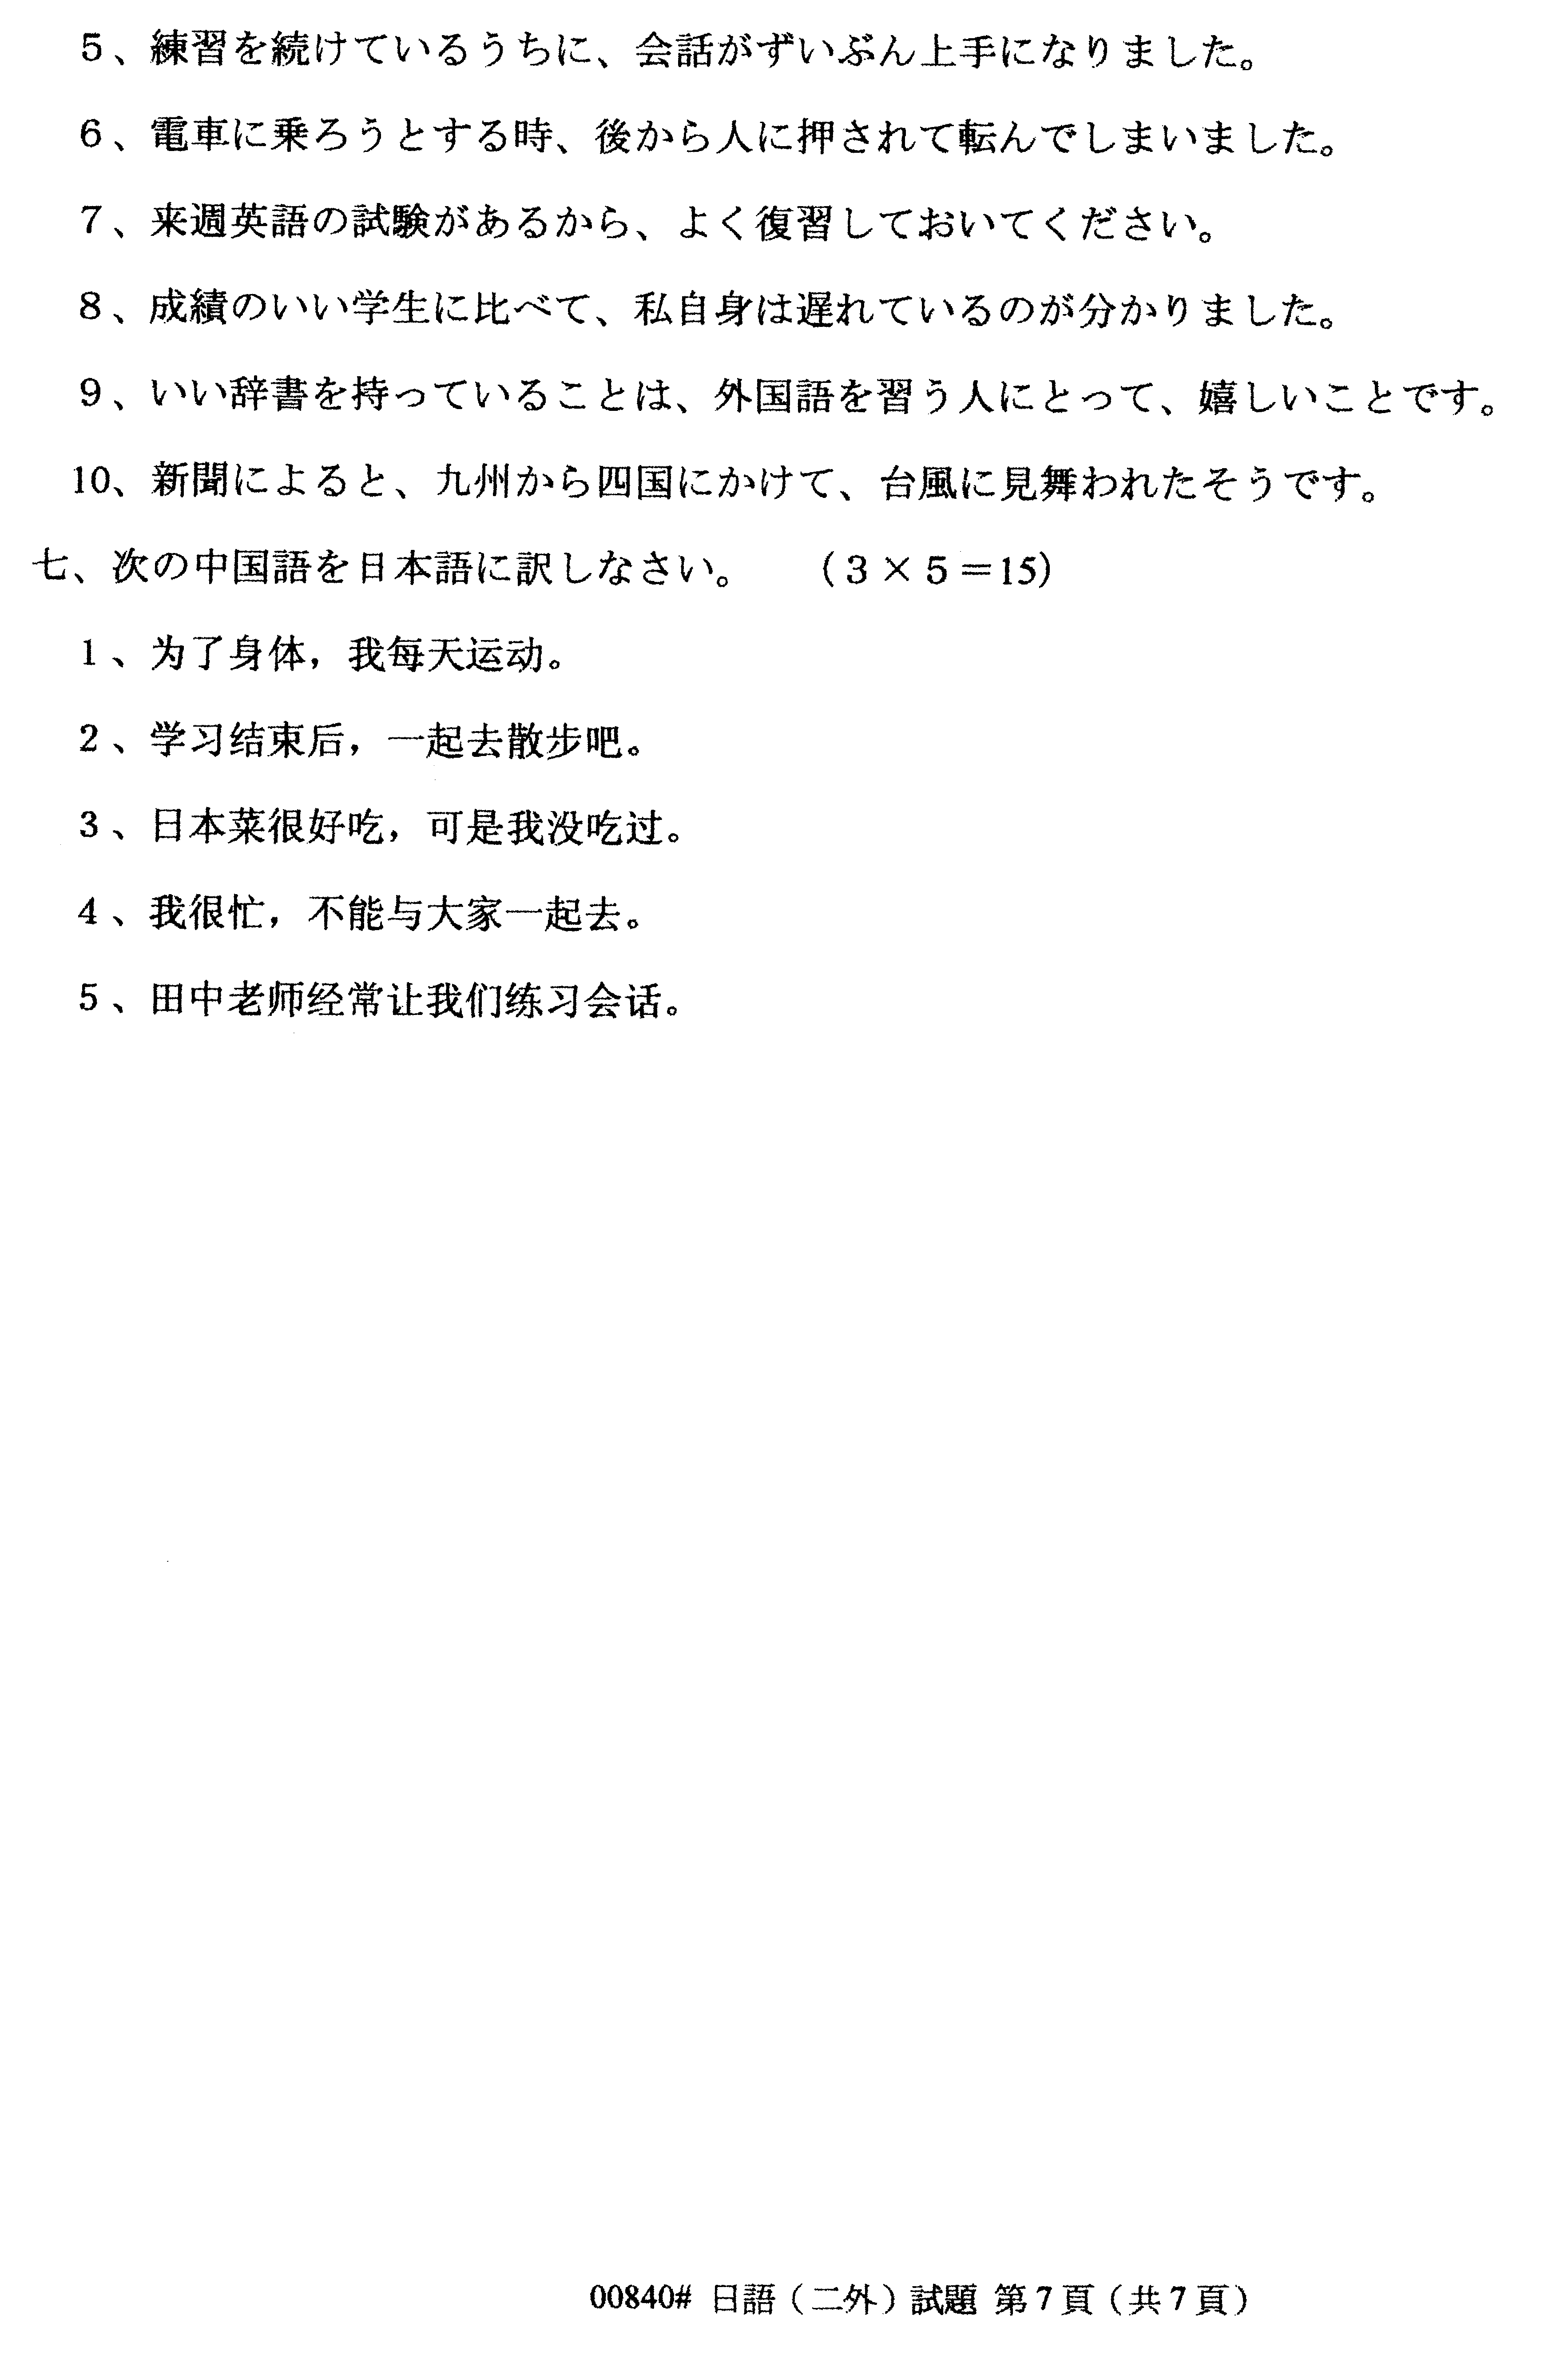 5、練習を続けているうちに、会話がずいぶん上手になりました。
6、電車に乗ろうとする時、後から人に押されて転んでしまいました。
7、来週英語の試験があるから、よく復習しておいてください。
8、成績のいい学生に比べて、私自身は遅れているのが分かりました。
9、いい辞書を持っていることは、外国語を習う人にとって、嬉しいことです。
10、新聞によると、九州から四国にかけて、台風に見舞われたそうです。
七、次の中国語を日本語に訳しなさい。 (3×5=15)
1、为了身体，我每天运动。
2、学习结束后，一起去散步吧。
3、日本菜很好吃，可是我没吃过。
4、我很忙，不能与大家一起去。
5、田中老师经常让我们练习会话。
00840# 日語(二外)試題 第7頁(共7頁)